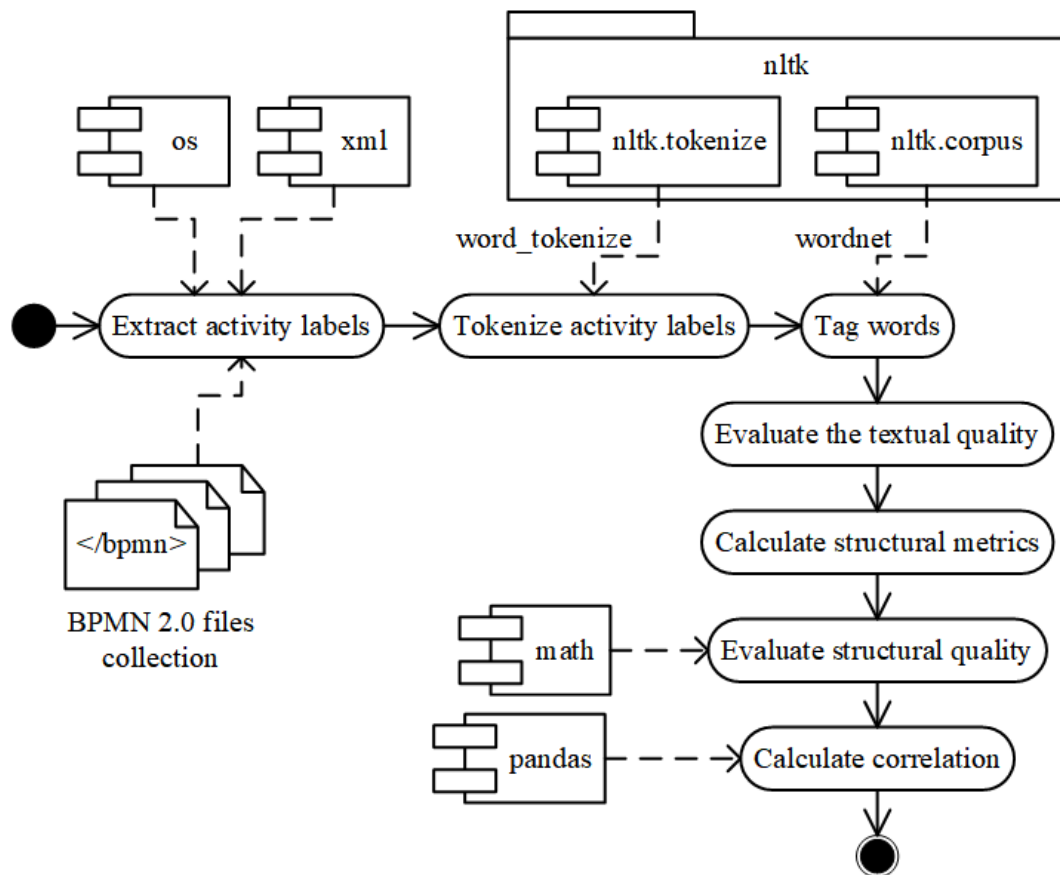 nltk
os
xml
nltk.tokenize
nltk.corpus
word_tokenize
wordnet
Extract activity labels
Tokenize activity labels
Tag words
Evaluate the textual quality
</bpmn>
Calculate structural metrics
BPMN 2.0 files
collection
math
Evaluate structural quality
pandas
Calculate correlation